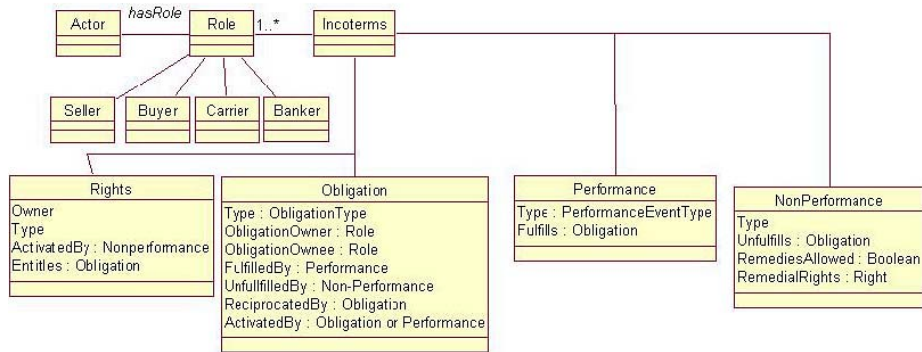 hasRole
Actor
Role
1..*
Incoterms
Seller
Buyer
Carrier
Banker
Rights
Owner
Type
ActivatedBy : Nonperformance
Entitles : Obligation
Obligation
Type : ObligationType
ObligationOwner : Role
ObligationOwnee : Role
FulfilledBy : Performance
UnfullfilledBy : Non-Performance
ReciprocatedBy : Obligation
ActivatedBy : Obligation or Performance
Performance
Type : PerformanceEventType
Fulfills : Obligation
NonPerformance
Type
Unfulfills : Obligation
RemediesAllowed : Boolean
RemedialRights : Right